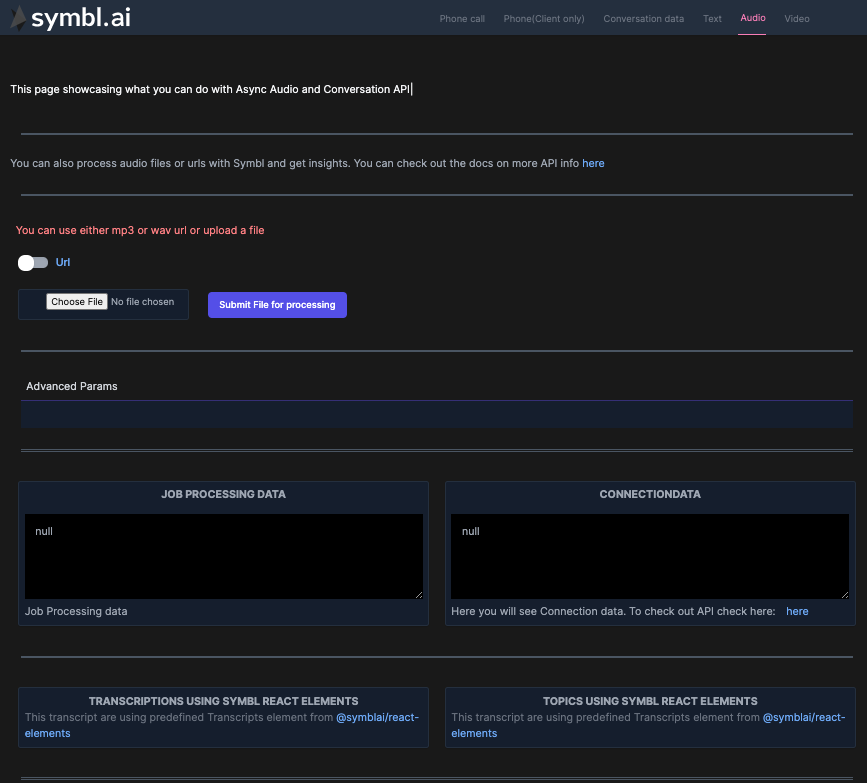 symbl.ai
Phone call Phone(Client only) Conversation data Text Audio Video
This page showcasing what you can do with Async Audio and Conversation API|
You can also process audio files or urls with Symbl and get insights. You can check out the docs on more API info here
You can use either mp3 or wav url or upload a file
Url
Choose File No file chosen Submit File for processing
Advanced Params
JOB PROCESSING DATA
null
Job Processing data
CONNECTIONDATA
null
Here you will see Connection data. To check out API check here: here
TRANSCRIPTIONS USING SYMBL REACT ELEMENTS
This transcript are using predefined Transcripts element from @symblai/react-
elements
TOPICS USING SYMBL REACT ELEMENTS
This transcript are using predefined Transcripts element from @symblai/react-
elements